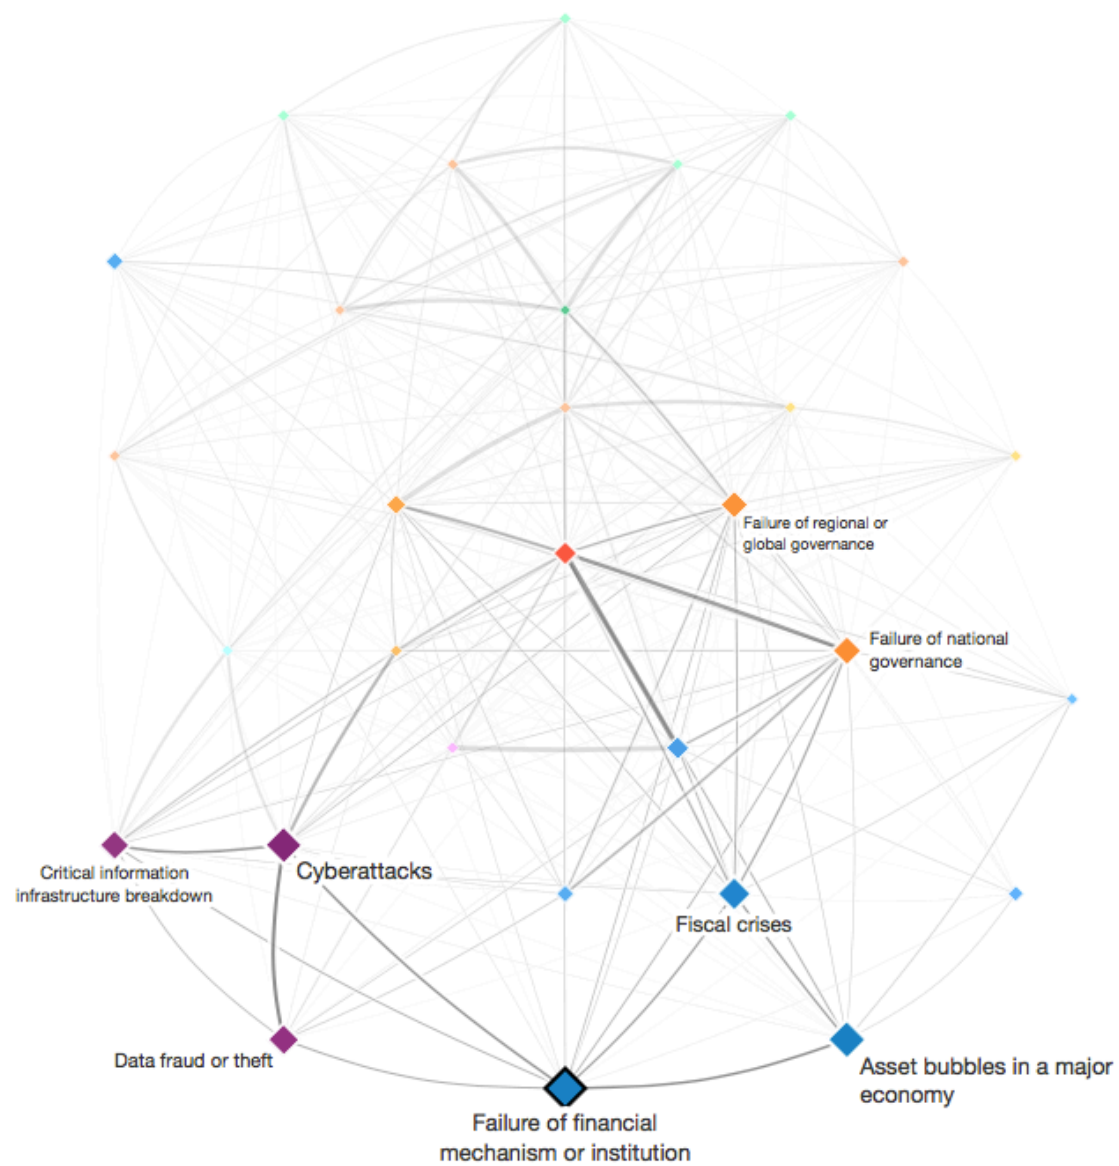 Failure of regional or
global governance
Failure of national
governance
Critical information
infrastructure breakdown
Cyberattacks
Fiscal crises
Data fraud or theft
Asset bubbles in a major
economy
Failure of financial
mechanism or institution